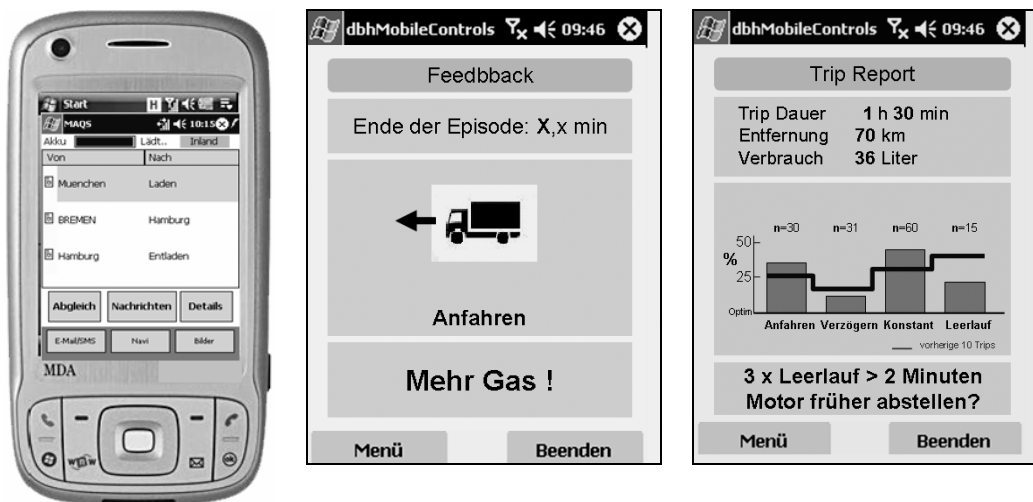 Start
MAQS 10:15
Akku Lädt.. Inland
Von Nach
Muenchen Laden
BREMEN Hamburg
Hamburg Entladen
Abgleich Nachrichten Details
E-Mail/SMS Navi Bilder
MDA
www
ok
dbhMobileControls 09:46
Feedbback
Ende der Episode: X,x min
Anfahren
Mehr Gas !
Menü Beenden
dbhMobileControls 09:46
Trip Report
Trip Dauer 1 h 30 min
Entfernung 70 km
Verbrauch 36 Liter
n=30 n=31 n=60 n=15
50
%
25
Optim
Anfahren Verzögern Konstant Leerlauf
vorherige 10 Trips
3 x Leerlauf > 2 Minuten
Motor früher abstellen?
Menü Beenden